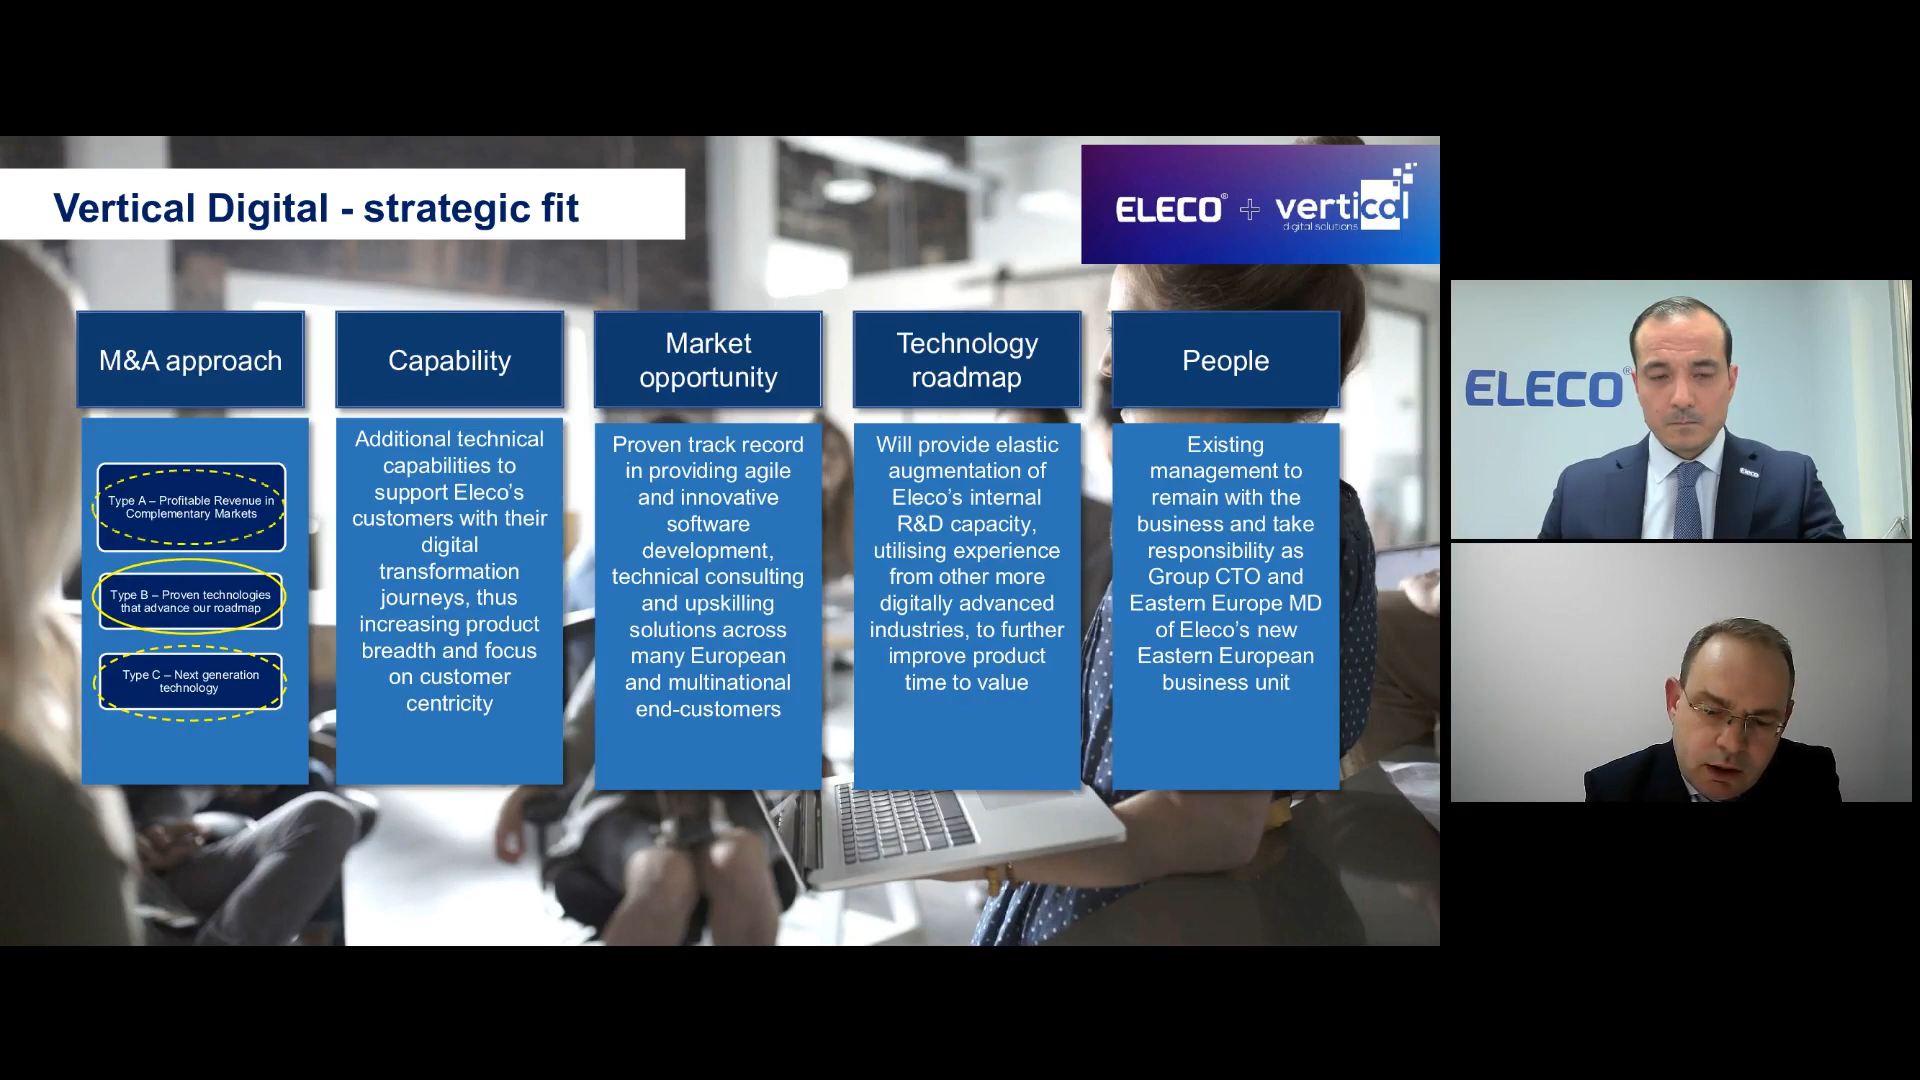 Vertical Digital - strategic fit
ELECO® + vertical
digital solutions
M&A approach
Type A – Profitable Revenue in
Complementary Markets
Type B – Proven technologies
that advance our roadmap
Type C – Next generation
technology
Capability
Additional technical
capabilities to
support Eleco’s
customers with their
digital
transformation
journeys, thus
increasing product
breadth and focus
on customer
centricity
Market
opportunity
Proven track record
in providing agile
and innovative
software
development,
technical consulting
and upskilling
solutions across
many European
and multinational
end-customers
Technology
roadmap
Will provide elastic
augmentation of
Eleco’s internal
R&D capacity,
utilising experience
from other more
digitally advanced
industries, to further
improve product
time to value
People
Existing
management to
remain with the
business and take
responsibility as
Group CTO and
Eastern Europe MD
of Eleco’s new
Eastern European
business unit
ELECO®
Eleco